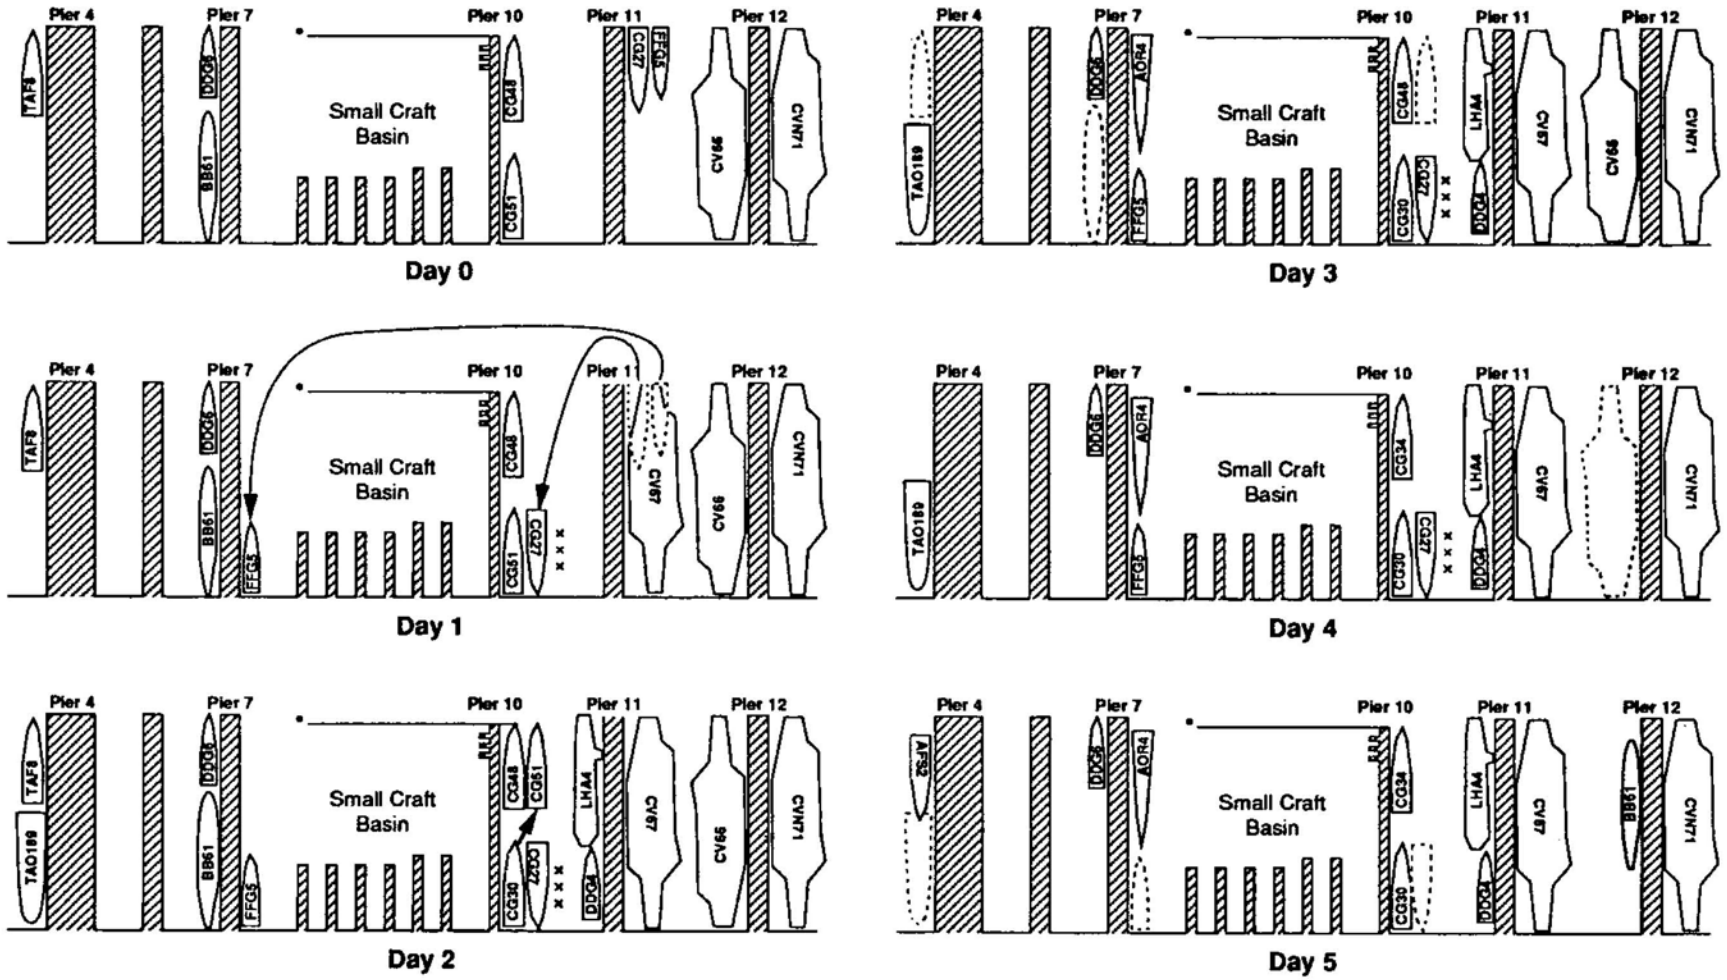 Pier 4
Pier 7
Pier 10
Pier 11
Pier 12
TAF8
DDG6
BB61
Small Craft
Basin
CG48
CG51
CG27
FFG5
CV66
CVN71
Day 0
Pier 4
Pier 7
Pier 10
Pier 11
Pier 12
TAO189
DDG6
AOR4
FFG5
Small Craft
Basin
CG48
CG30
CG27
x x x
LHA4
DDG4
CV67
CV66
CVN71
Day 3
Pier 4
Pier 7
Pier 10
Pier 11
Pier 12
TAF8
DDG6
BB61
FFG5
Small Craft
Basin
CG48
CG51
CG27
x x x
CV67
CV66
CVN71
Day 1
Pier 4
Pier 7
Pier 10
Pier 11
Pier 12
TAO189
DDG6
AOR4
FFG5
Small Craft
Basin
CG34
CG30
CG27
x x x
LHA4
DDG4
CV67
CVN71
Day 4
Pier 4
Pier 7
Pier 10
Pier 11
Pier 12
TAF8
TAO189
DDG6
BB61
FFG5
Small Craft
Basin
CG48
CG51
CG30
CG27
x x x
LHA4
DDG4
CV67
CV66
CVN71
Day 2
Pier 4
Pier 7
Pier 10
Pier 11
Pier 12
AFS2
DDG6
AOR4
Small Craft
Basin
CG34
CG30
LHA4
DDG4
CV67
BB61
CVN71
Day 5